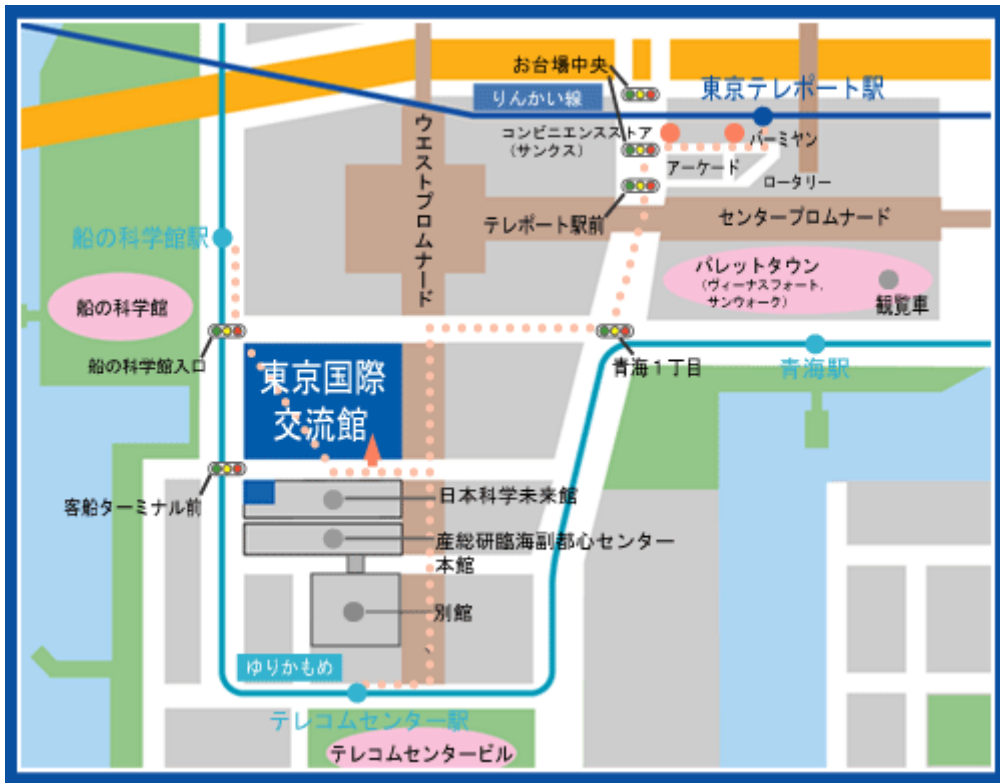 お台場中央
りんかい線
東京テレポート駅
コンビニエンスストア
(サンクス)
バーミヤン
アーケード
ロータリー
ウエストプロムナード
テレポート駅前
センタープロムナード
船の科学館駅
パレットタウン
(ヴィーナスフォート、
サンウォーク)
観覧車
船の科学館
船の科学館入口
東京国際
交流館
青海1丁目
青海駅
客船ターミナル前
日本科学未来館
産総研臨海副都心センター
本館
別館
ゆりかもめ
テレコムセンター駅
テレコムセンタービル